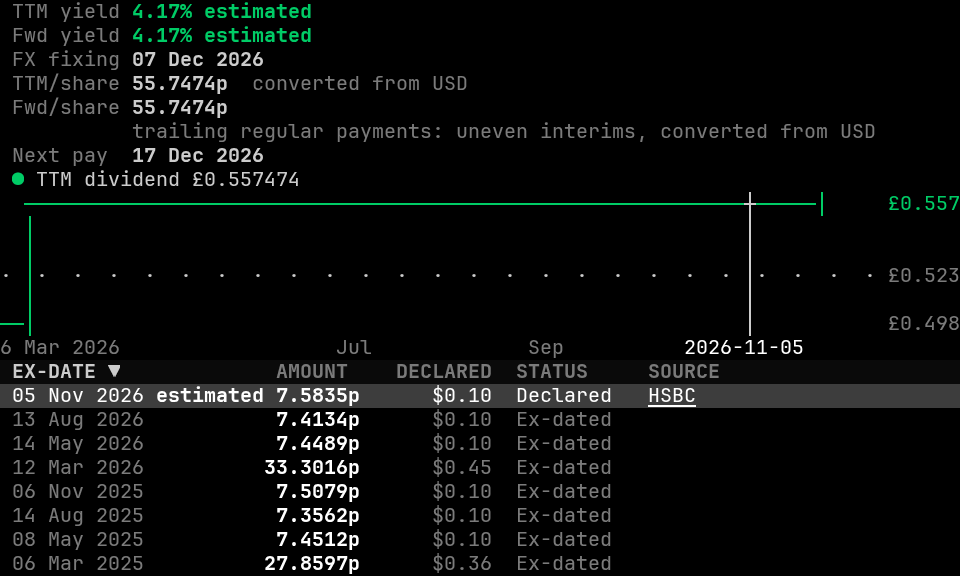 TTM yield 4.17% estimated
Fwd yield 4.17% estimated
FX fixing 07 Dec 2026
TTM/share 55.7474p converted from USD
Fwd/share 55.7474p
trailing regular payments: uneven interims, converted from USD
Next pay 17 Dec 2026
TTM dividend £0.557474
£0.557
£0.523
£0.498
6 Mar 2026 Jul Sep 2026-11-05
EX-DATE ▼ AMOUNT DECLARED STATUS SOURCE
05 Nov 2026 estimated 7.5835p $0.10 Declared HSBC
13 Aug 2026 7.4134p $0.10 Ex-dated
14 May 2026 7.4489p $0.10 Ex-dated
12 Mar 2026 33.3016p $0.45 Ex-dated
06 Nov 2025 7.5079p $0.10 Ex-dated
14 Aug 2025 7.3562p $0.10 Ex-dated
08 May 2025 7.4512p $0.10 Ex-dated
06 Mar 2025 27.8597p $0.36 Ex-dated